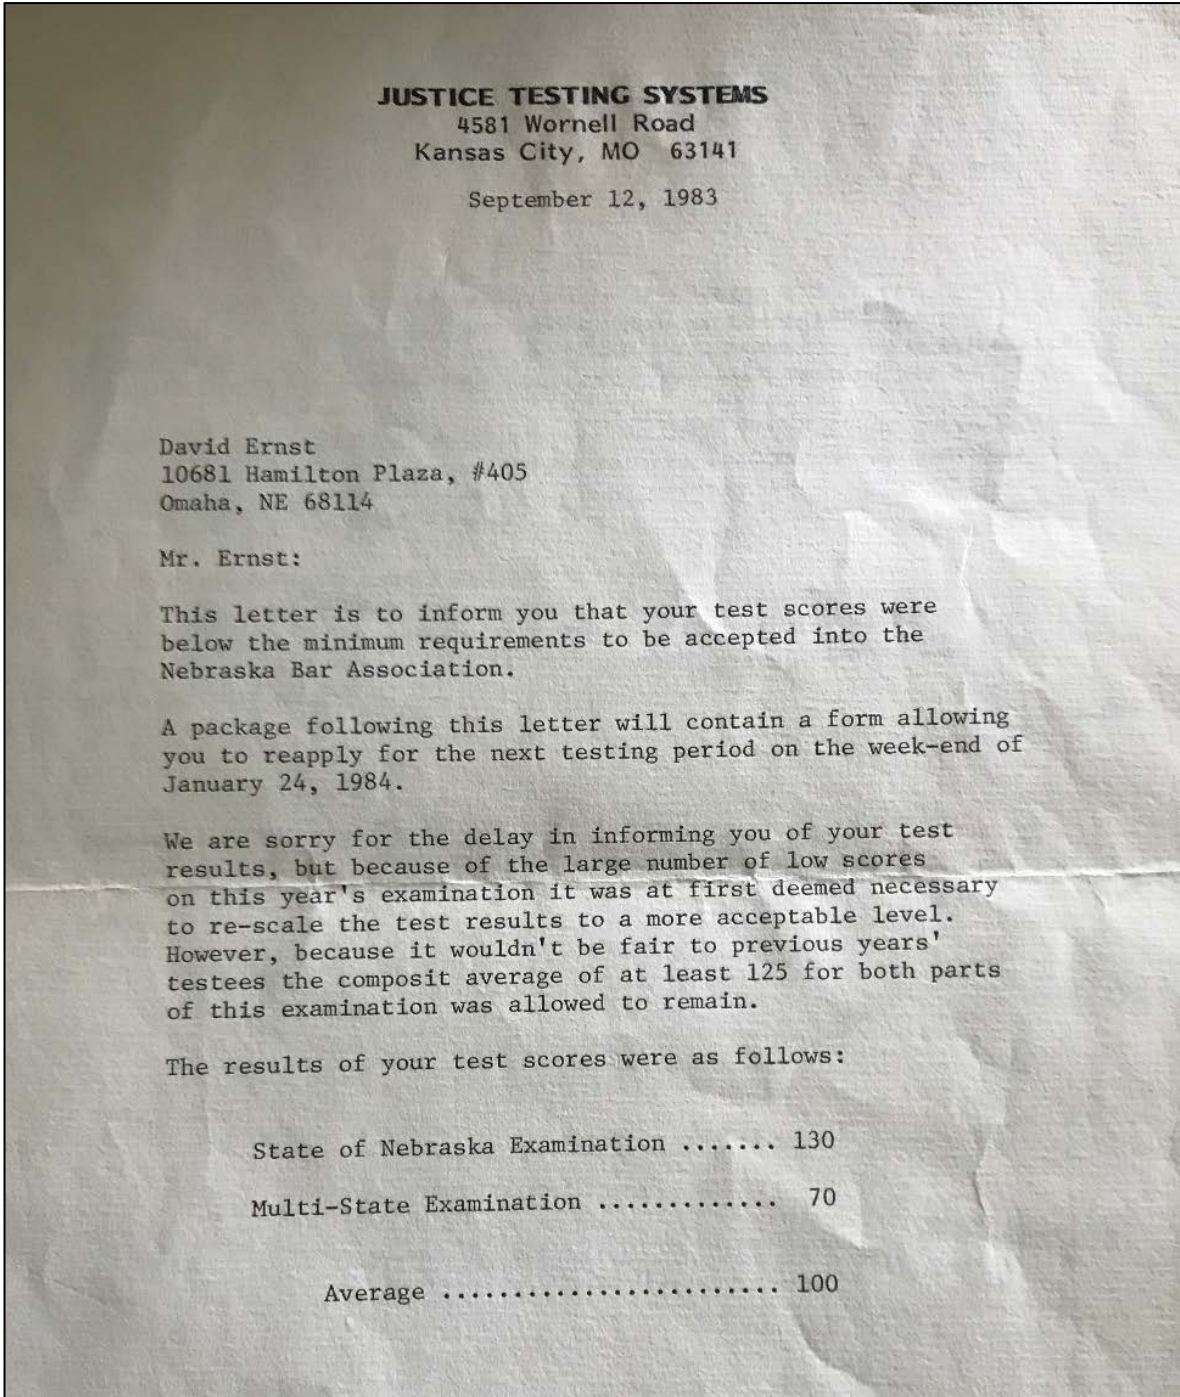 JUSTICE TESTING SYSTEMS
4581 Wornell Road
Kansas City, MO 63141
September 12, 1983
David Ernst
10681 Hamilton Plaza, #405
Omaha, NE 68114
Mr. Ernst:
This letter is to inform you that your test scores were
below the minimum requirements to be accepted into the
Nebraska Bar Association.
A package following this letter will contain a form allowing
you to reapply for the next testing period on the week-end of
January 24, 1984.
We are sorry for the delay in informing you of your test
results, but because of the large number of low scores
on this year's examination it was at first deemed necessary
to re-scale the test results to a more acceptable level.
However, because it wouldn't be fair to previous years'
testees the composit average of at least 125 for both parts
of this examination was allowed to remain.
The results of your test scores were as follows:
State of Nebraska Examination ....... 130
Multi-State Examination ............. 70
Average ........................ 100